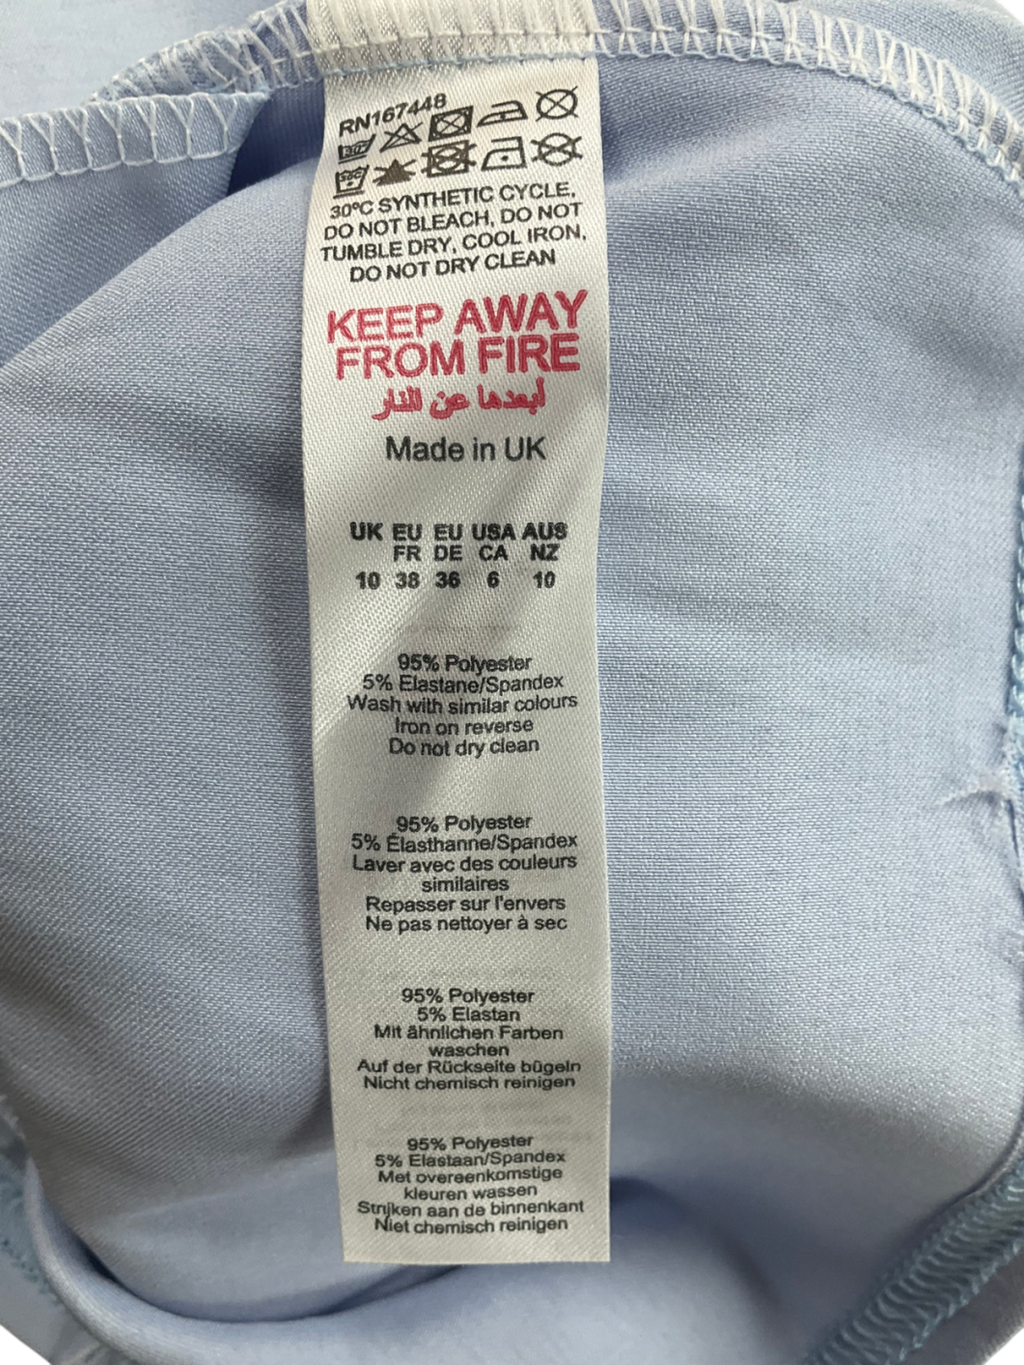 RN167448
30°
30°C
30ºC SYNTHETIC CYCLE,
DO NOT BLEACH, DO NOT
TUMBLE DRY, COOL IRON,
DO NOT DRY CLEAN
KEEP AWAY
FROM FIRE
أبعدها عن النار
Made in UK
UK EU EU USA AUS
FR DE CA NZ
10 38 36 6 10
95% Polyester
5% Elastane/Spandex
Wash with similar colours
Iron on reverse
Do not dry clean
95% Polyester
5% Élasthanne/Spandex
Laver avec des couleurs
similaires
Repasser sur l'envers
Ne pas nettoyer à sec
95% Polyester
5% Elastan
Mit ähnlichen Farben
waschen
Auf der Rückseite bügeln
Nicht chemisch reinigen
95% Polyester
5% Elastaan/Spandex
Met overeenkomstige
kleuren wassen
Strijken aan de binnenkant
Niet chemisch reinigen